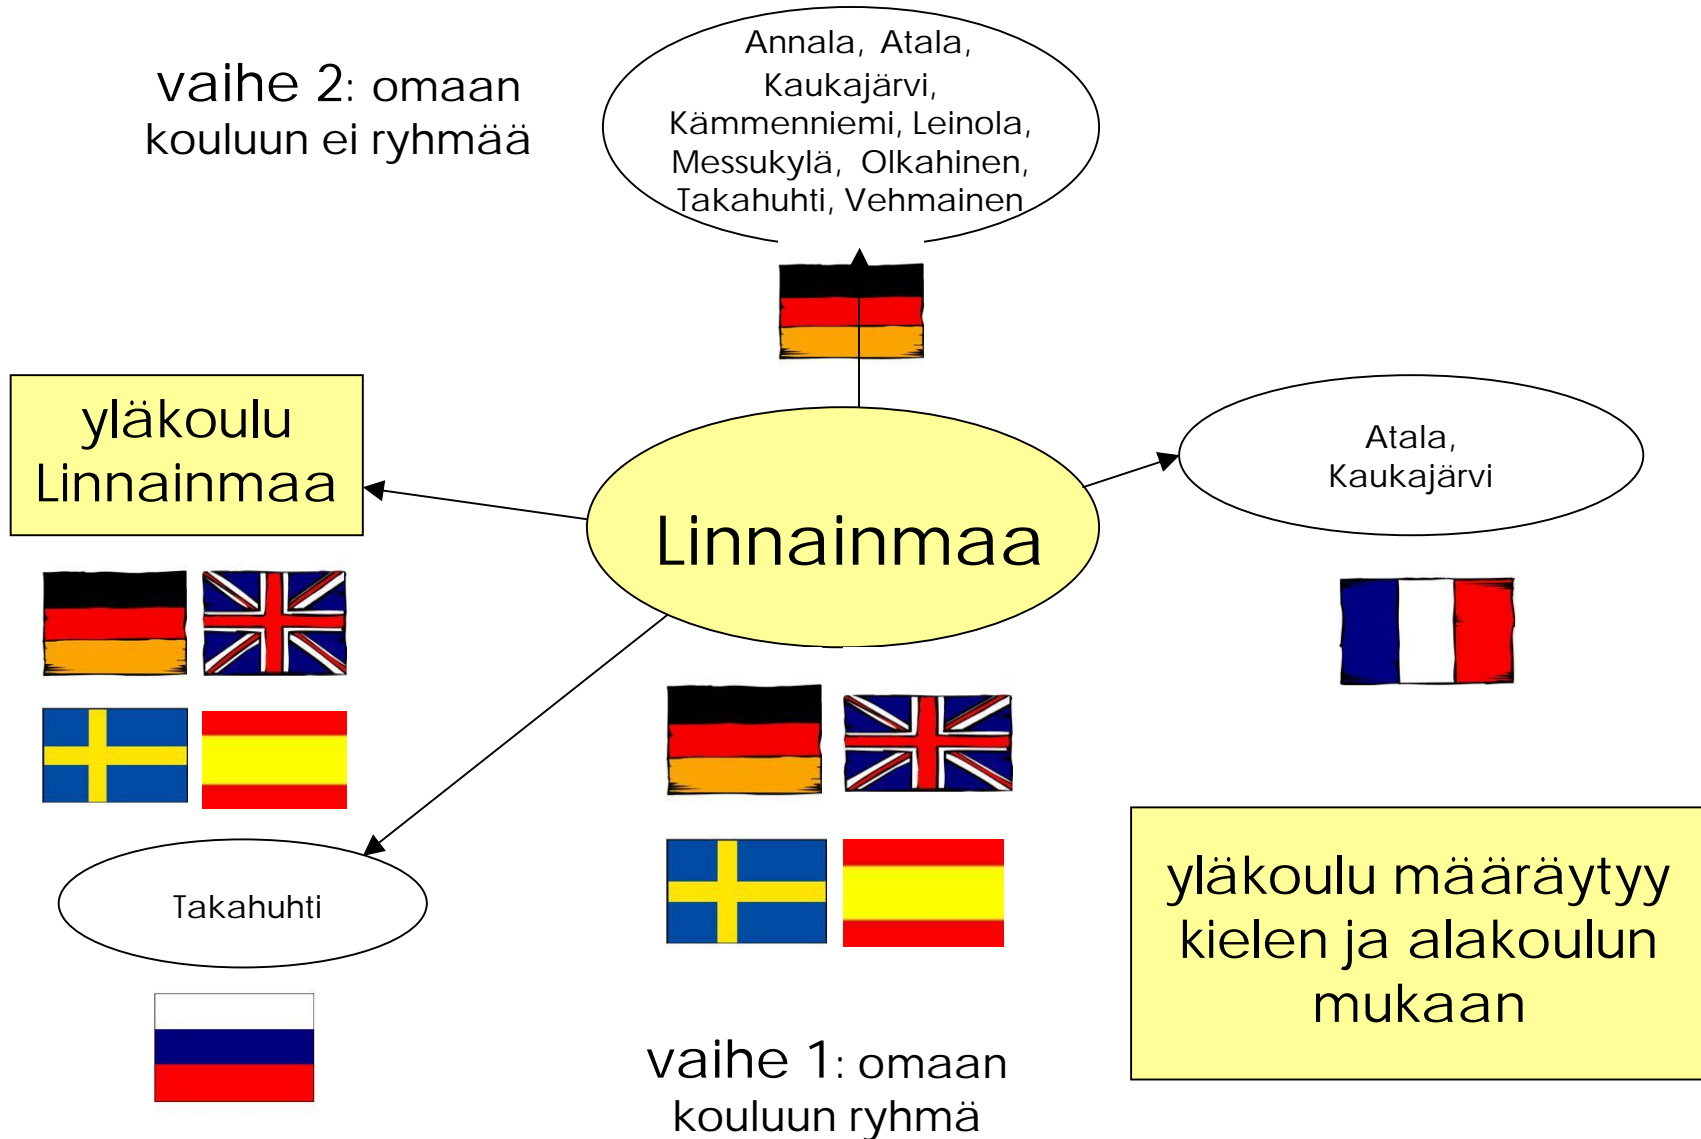 vaihe 2: omaan
kouluun ei ryhmää
Annala, Atala,
Kaukajärvi,
Kämmenniemi, Leinola,
Messukylä, Olkahinen,
Takahuhti, Vehmainen
yläkoulu
Linnainmaa
Linnainmaa
Atala,
Kaukajärvi
Takahuhti
yläkoulu määräytyy
kielen ja alakoulun
mukaan
vaihe 1: omaan
kouluun ryhmä